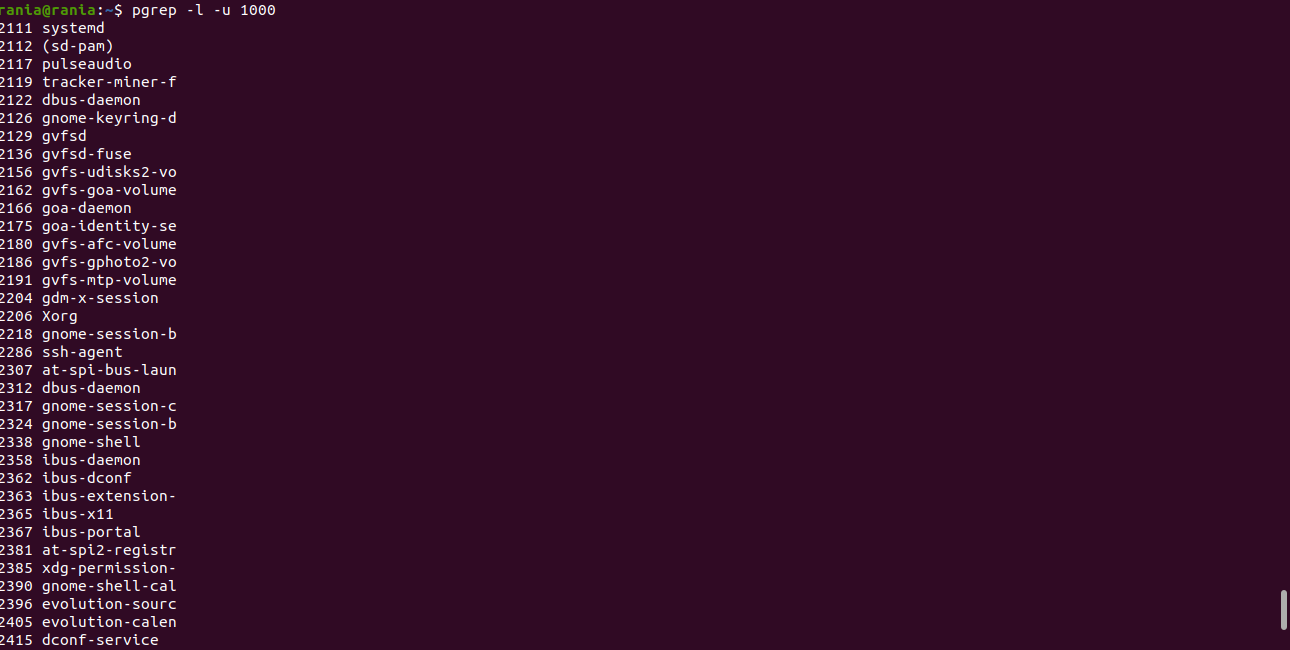 rania@rania:~$ pgrep -l -u 1000
2111 systemd
2112 (sd-pam)
2117 pulseaudio
2119 tracker-miner-f
2122 dbus-daemon
2126 gnome-keyring-d
2129 gvfsd
2136 gvfsd-fuse
2156 gvfs-udisks2-vo
2162 gvfs-goa-volume
2166 goa-daemon
2175 goa-identity-se
2180 gvfs-afc-volume
2186 gvfs-gphoto2-vo
2191 gvfs-mtp-volume
2204 gdm-x-session
2206 Xorg
2218 gnome-session-b
2286 ssh-agent
2307 at-spi-bus-laun
2312 dbus-daemon
2317 gnome-session-c
2324 gnome-session-b
2338 gnome-shell
2358 ibus-daemon
2362 ibus-dconf
2363 ibus-extension-
2365 ibus-x11
2367 ibus-portal
2381 at-spi2-registr
2385 xdg-permission-
2390 gnome-shell-cal
2396 evolution-sourc
2405 evolution-calen
2415 dconf-service